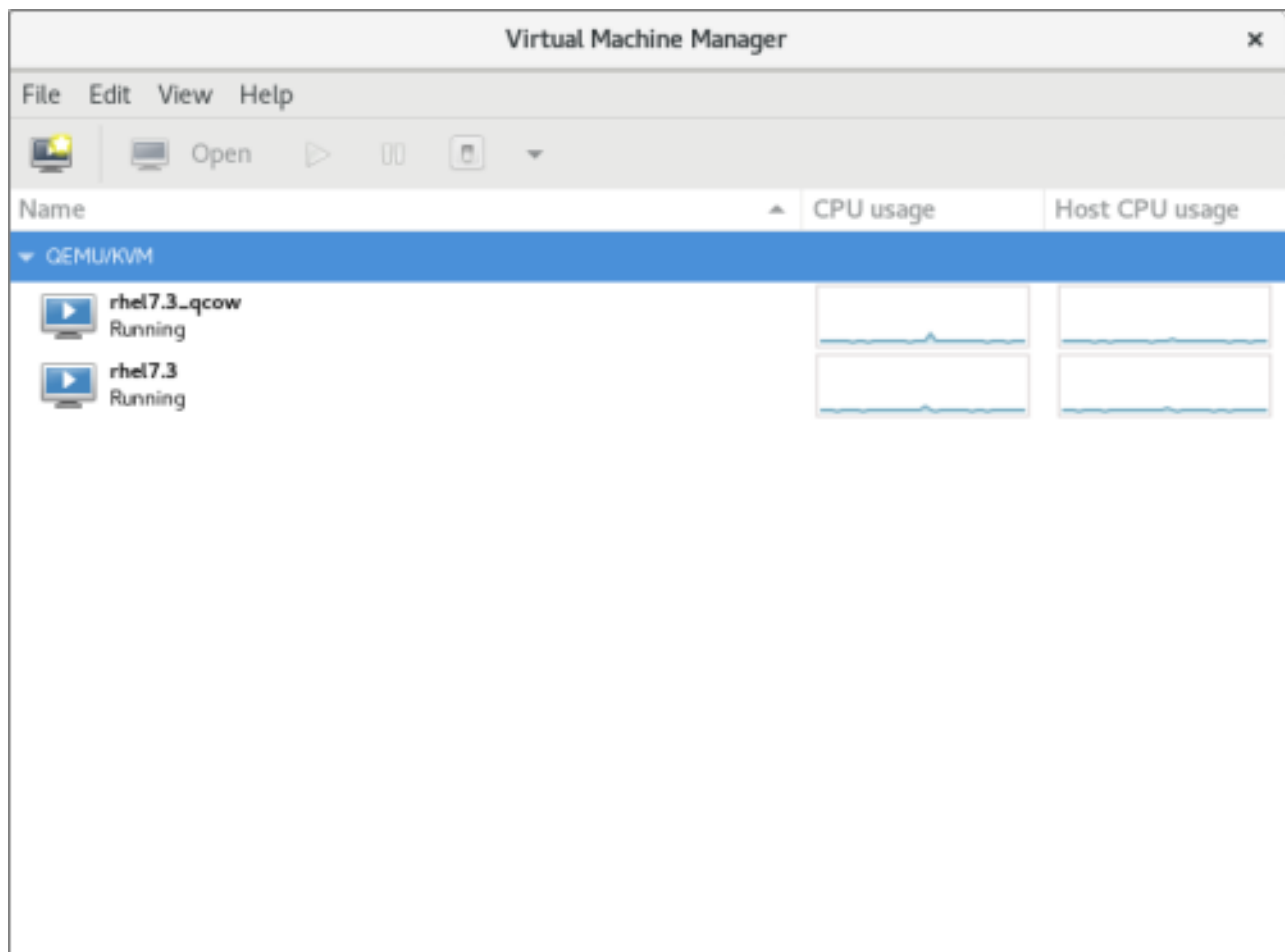 Virtual Machine Manager
File Edit View Help
Open
Name CPU usage Host CPU usage
QEMU/KVM
rhel7.3_qcow
Running
rhel7.3
Running